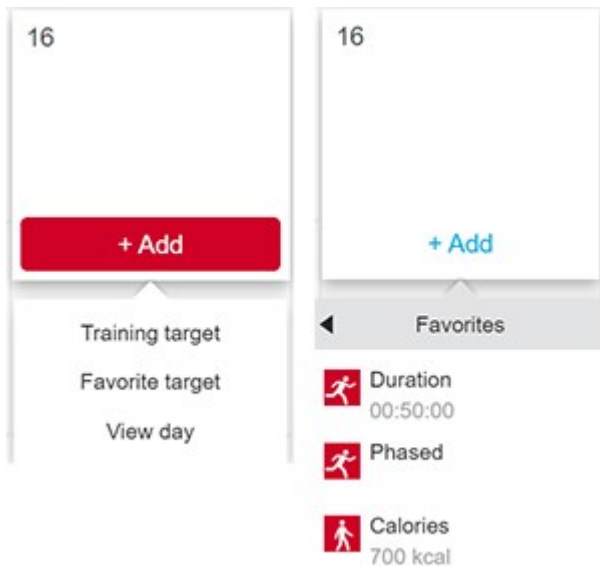 16
+ Add
Training target
Favorite target
View day
16
+ Add
Favorites
Duration
00:50:00
Phased
Calories
700 kcal